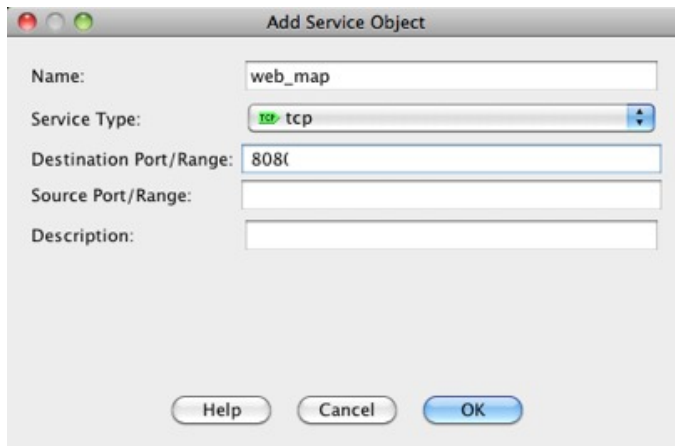 Add Service Object
Name: web_map
Service Type: TCP tcp
Destination Port/Range: 808(
Source Port/Range:
Description:
Help Cancel OK